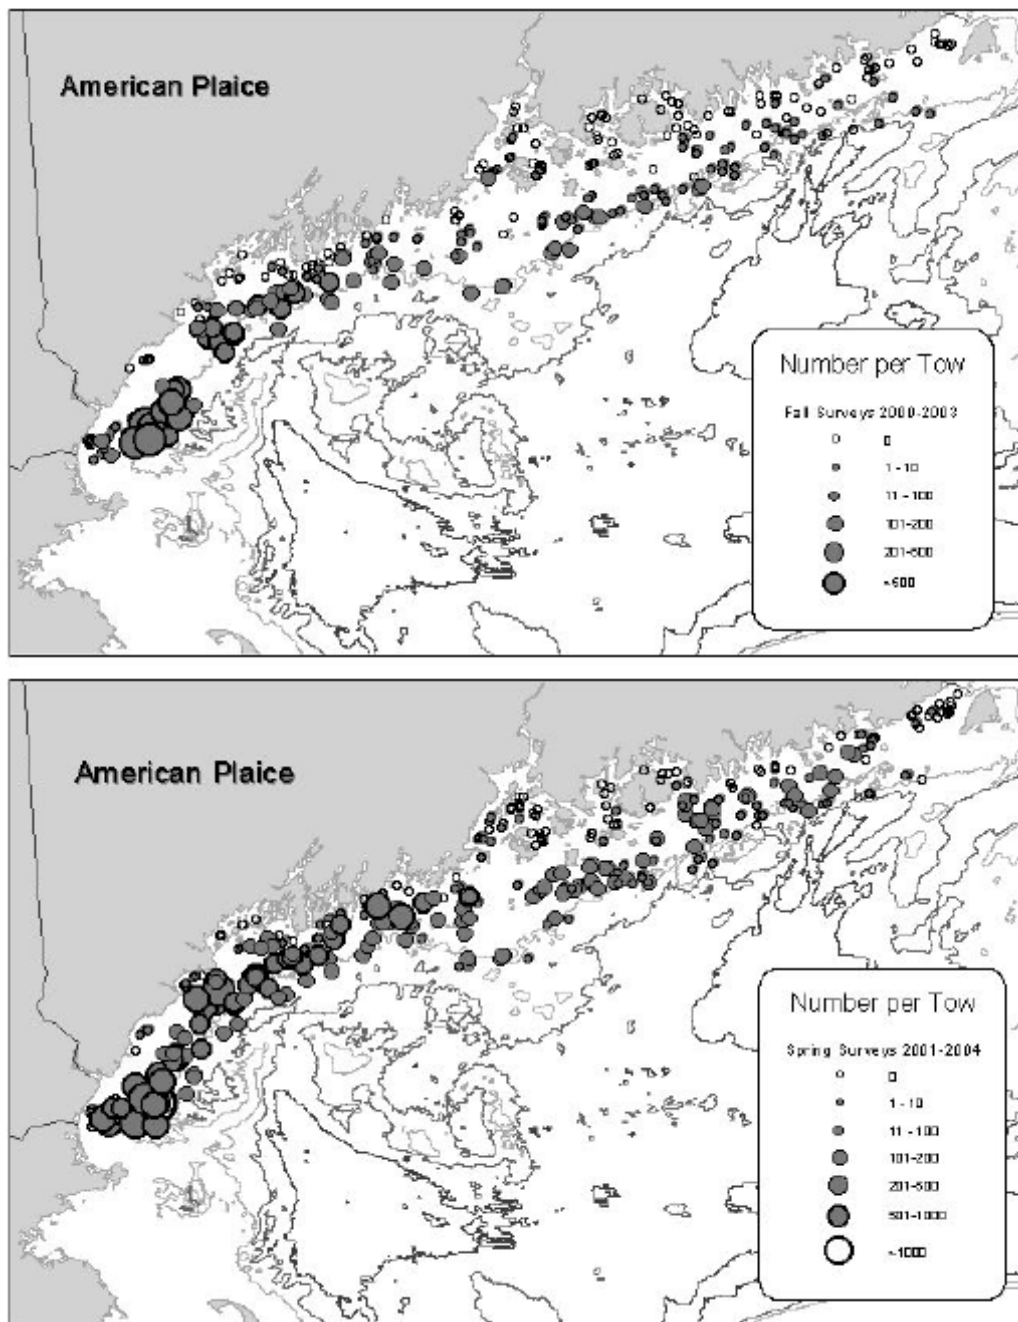 American Plaice
Number per Tow
Fall Surveys 2000-2003
0
1 - 10
11 - 100
101-200
201-500
>500
American Plaice
Number per Tow
Spring Surveys 2001-2004
0
1 - 10
11 - 100
101-200
201-500
501-1000
>1000